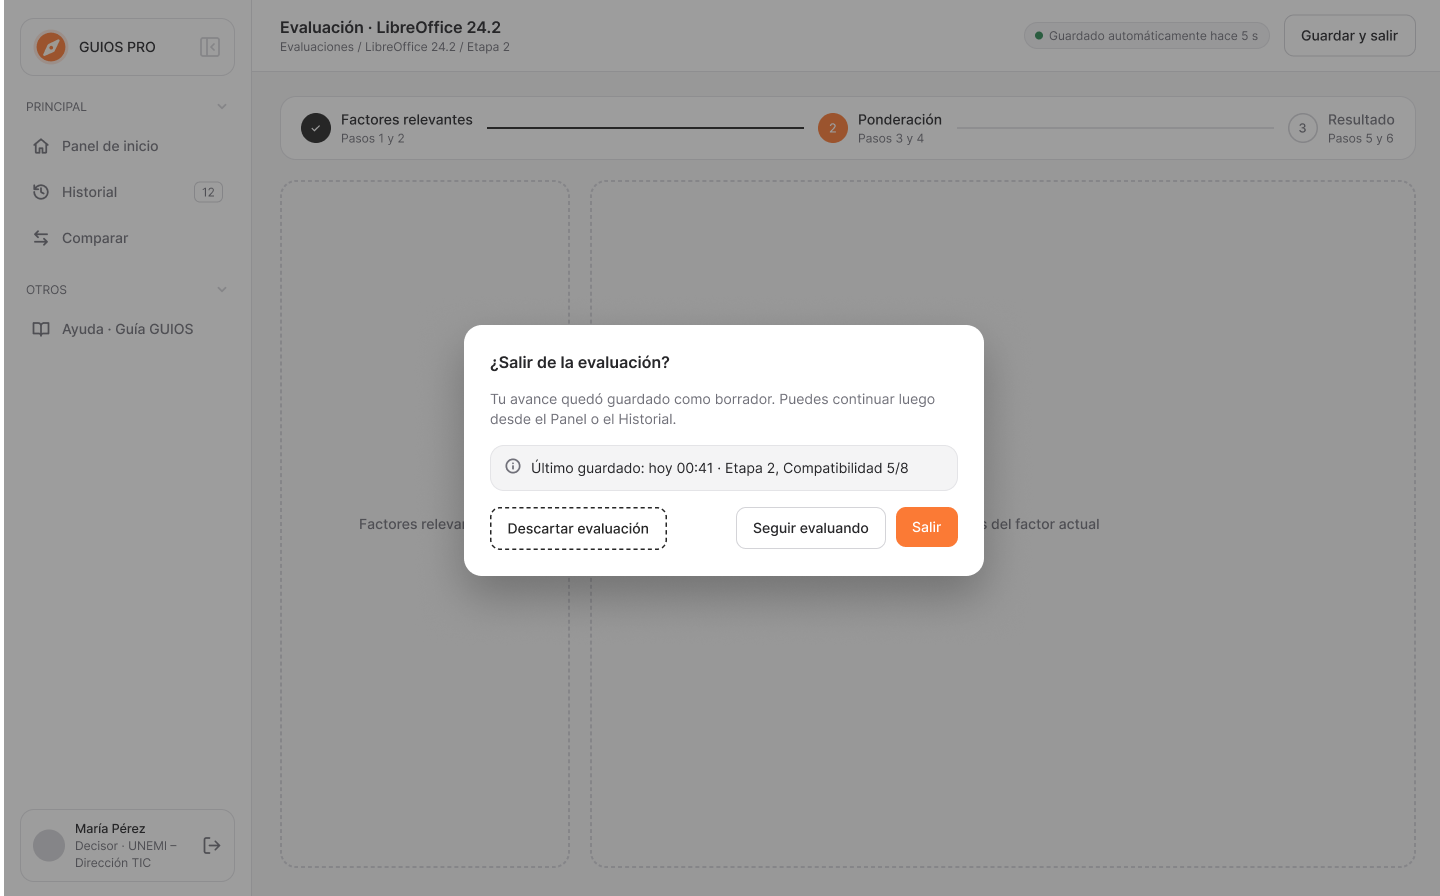 GUIOS PRO
PRINCIPAL
Panel de inicio
Historial
12
Comparar
OTROS
Ayuda · Guía GUIOS
María Pérez
Decisor · UNEMI –
Dirección TIC
Evaluación · LibreOffice 24.2
Evaluaciones / LibreOffice 24.2 / Etapa 2
Guardado automáticamente hace 5 s
Guardar y salir
Factores relevantes
Pasos 1 y 2
2
Ponderación
Pasos 3 y 4
3
Resultado
Pasos 5 y 6
¿Salir de la evaluación?
Tu avance quedó guardado como borrador. Puedes continuar luego
desde el Panel o el Historial.
Último guardado: hoy 00:41 · Etapa 2, Compatibilidad 5/8
Descartar evaluación
Seguir evaluando
Salir
Factores
del factor actual